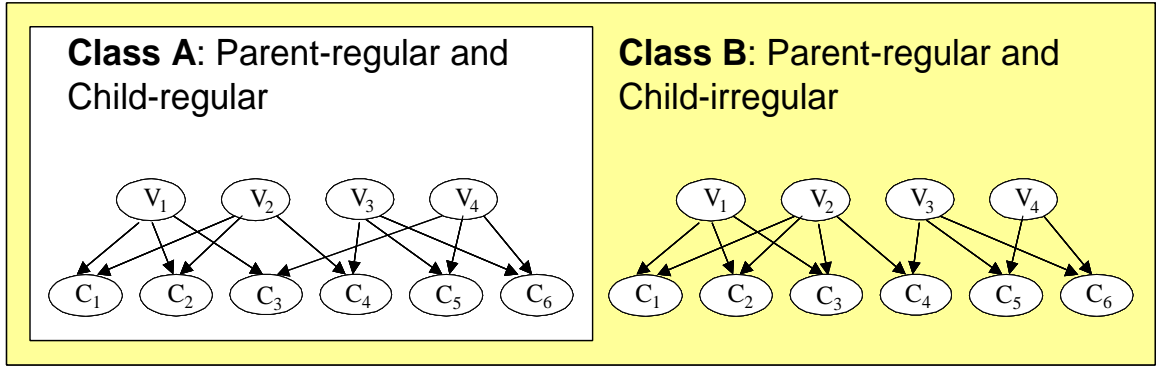 Class A: Parent-regular and
Child-regular
V1 V2 V3 V4
C1 C2 C3 C4 C5 C6
Class B: Parent-regular and
Child-irregular
V1 V2 V3 V4
C1 C2 C3 C4 C5 C6